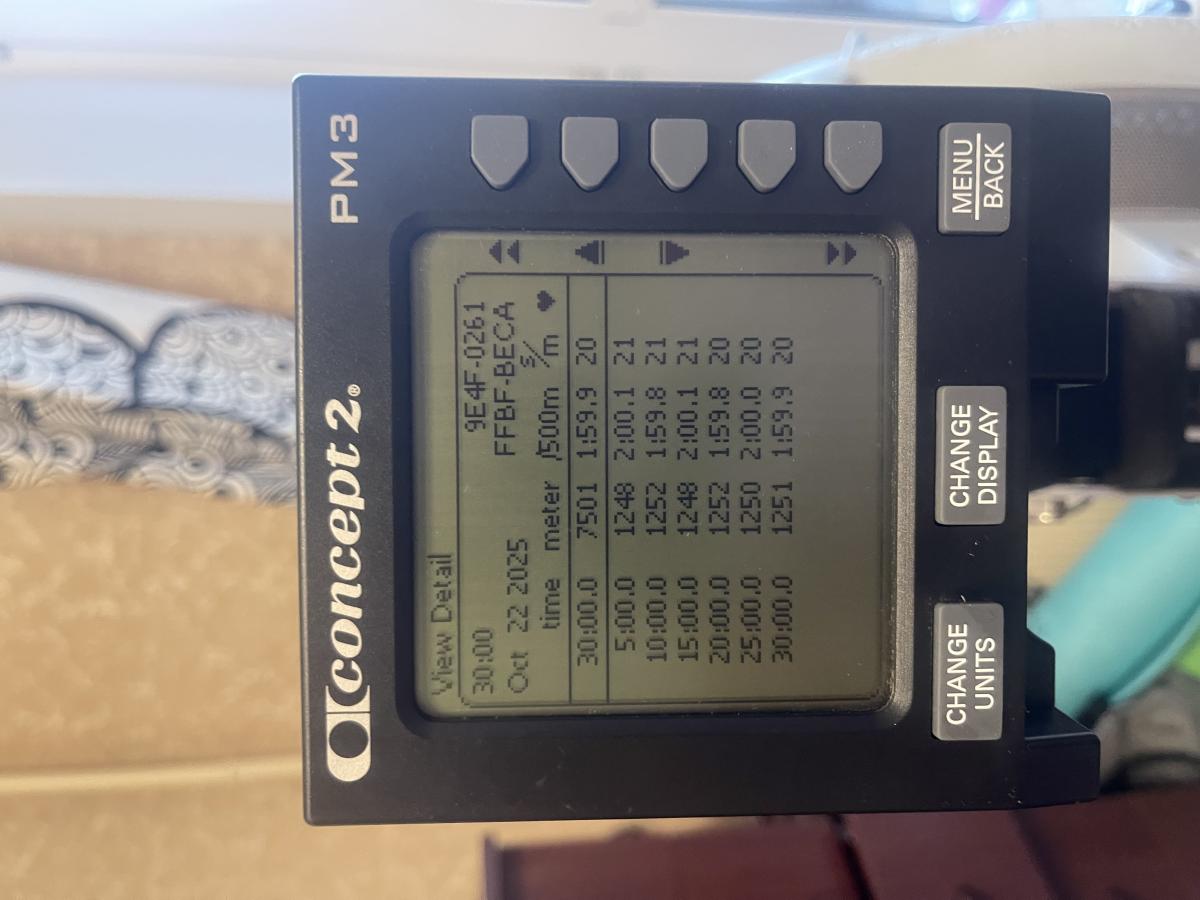 concept 2® PM3
View Detail
30:00 9E4F-0261
Oct 22 2025 FFBF-BECA
time meter /500m s/m ♥
30:00.0 7501 1:59.9 20
5:00.0 1248 2:00.1 21
10:00.0 1252 1:59.8 21
15:00.0 1248 2:00.1 21
20:00.0 1252 1:59.8 20
25:00.0 1250 2:00.0 20
30:00.0 1251 1:59.9 20
CHANGE
UNITS
CHANGE
DISPLAY
MENU
BACK